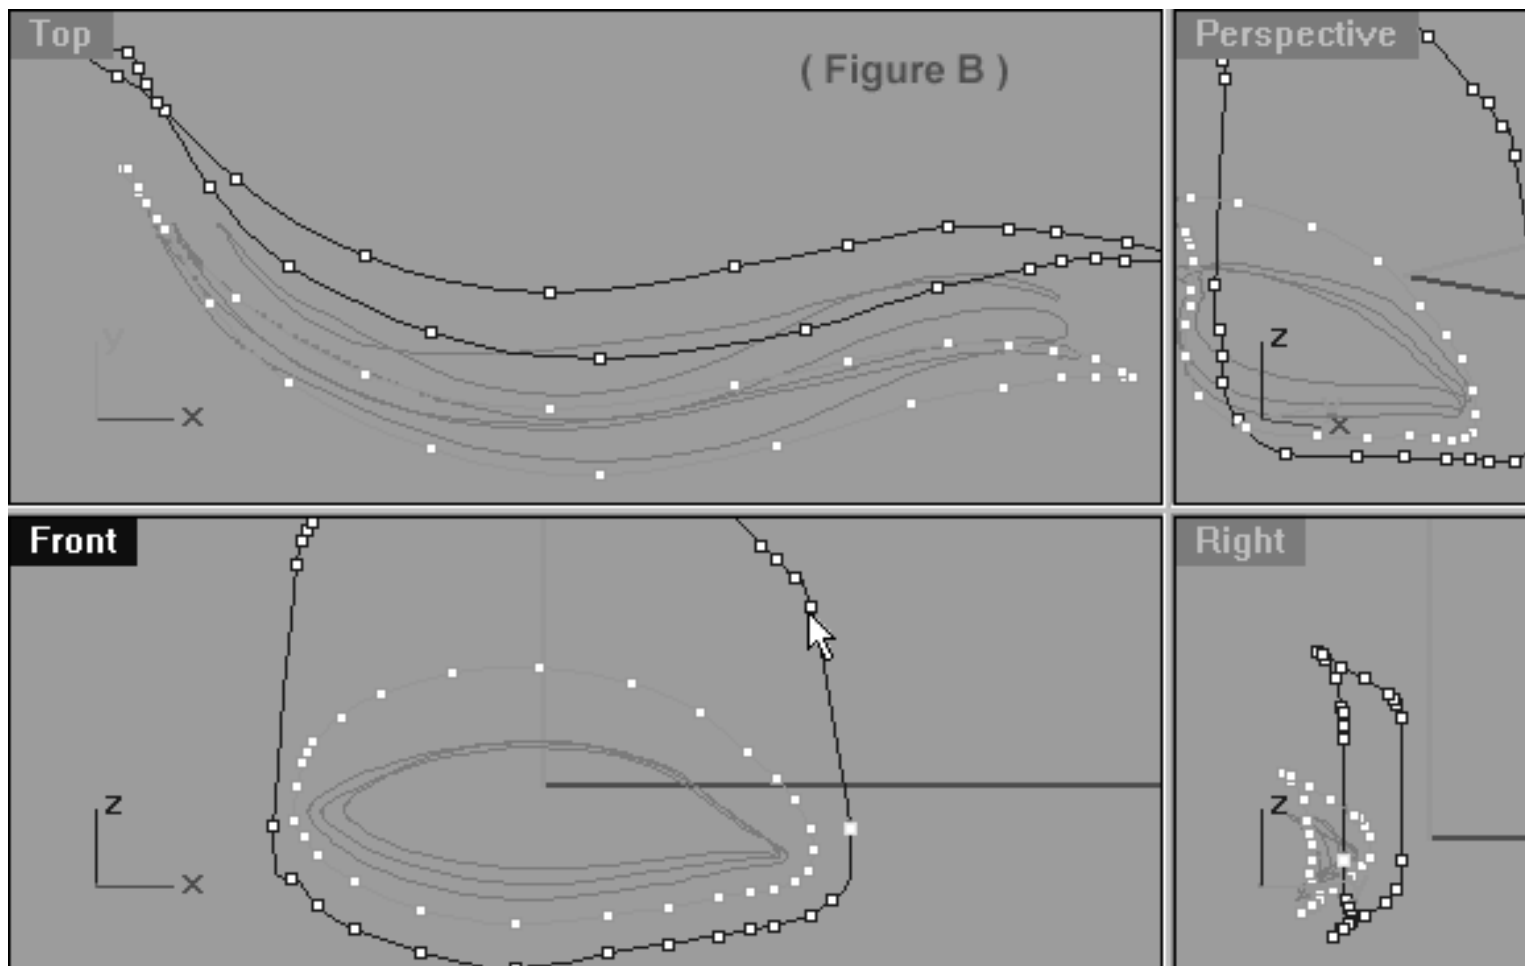 Top
( Figure B )
Perspective
y
x
z
x
Front
Right
z
x
z
x